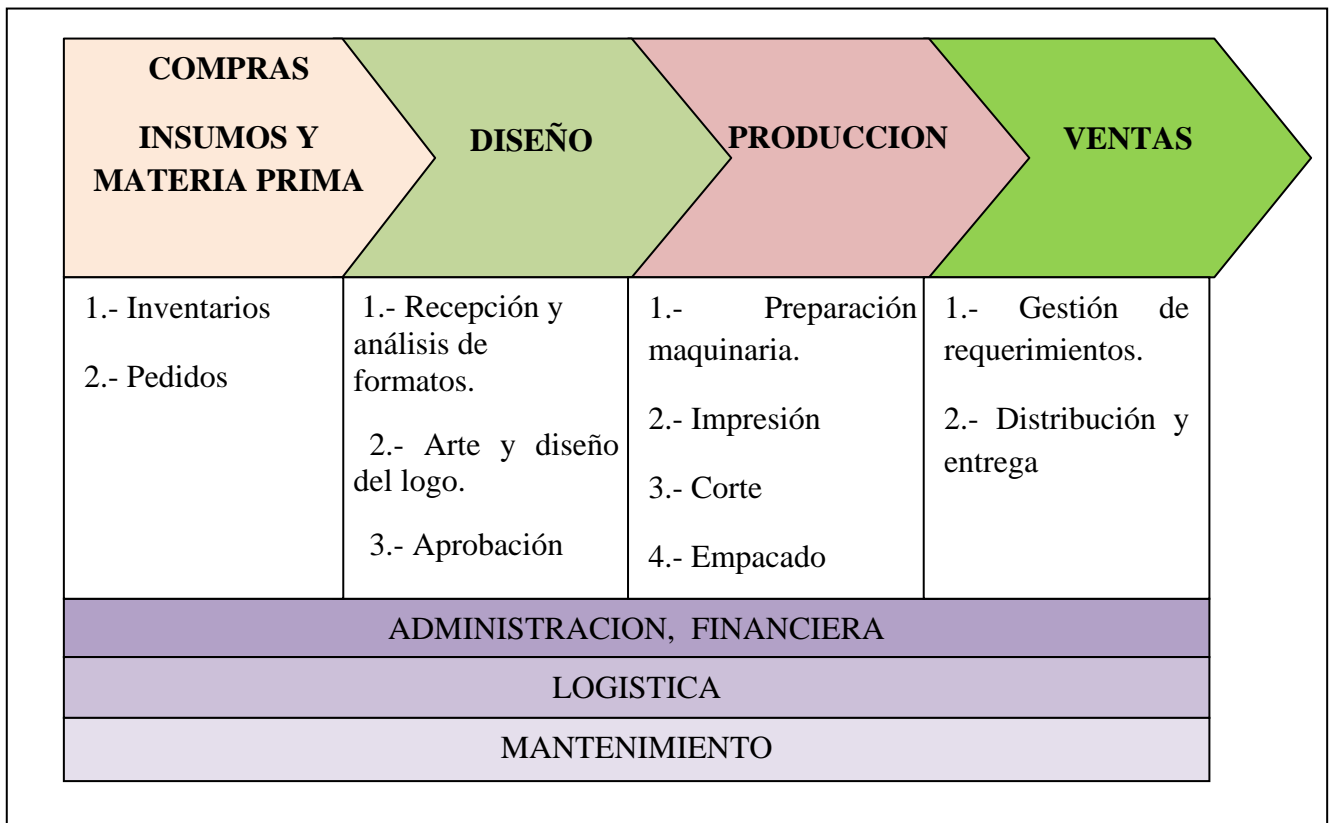 COMPRAS
INSUMOS Y
MATERIA PRIMA
DISEÑO
PRODUCCION
VENTAS
1.- Inventarios
2.- Pedidos
1.- Recepción y
análisis de
formatos.
2.- Arte y diseño
del logo.
3.- Aprobación
1.- Preparación
maquinaria.
2.- Impresión
3.- Corte
4.- Empacado
1.- Gestión de
requerimientos.
2.- Distribución y
entrega
ADMINISTRACION, FINANCIERA
LOGISTICA
MANTENIMIENTO